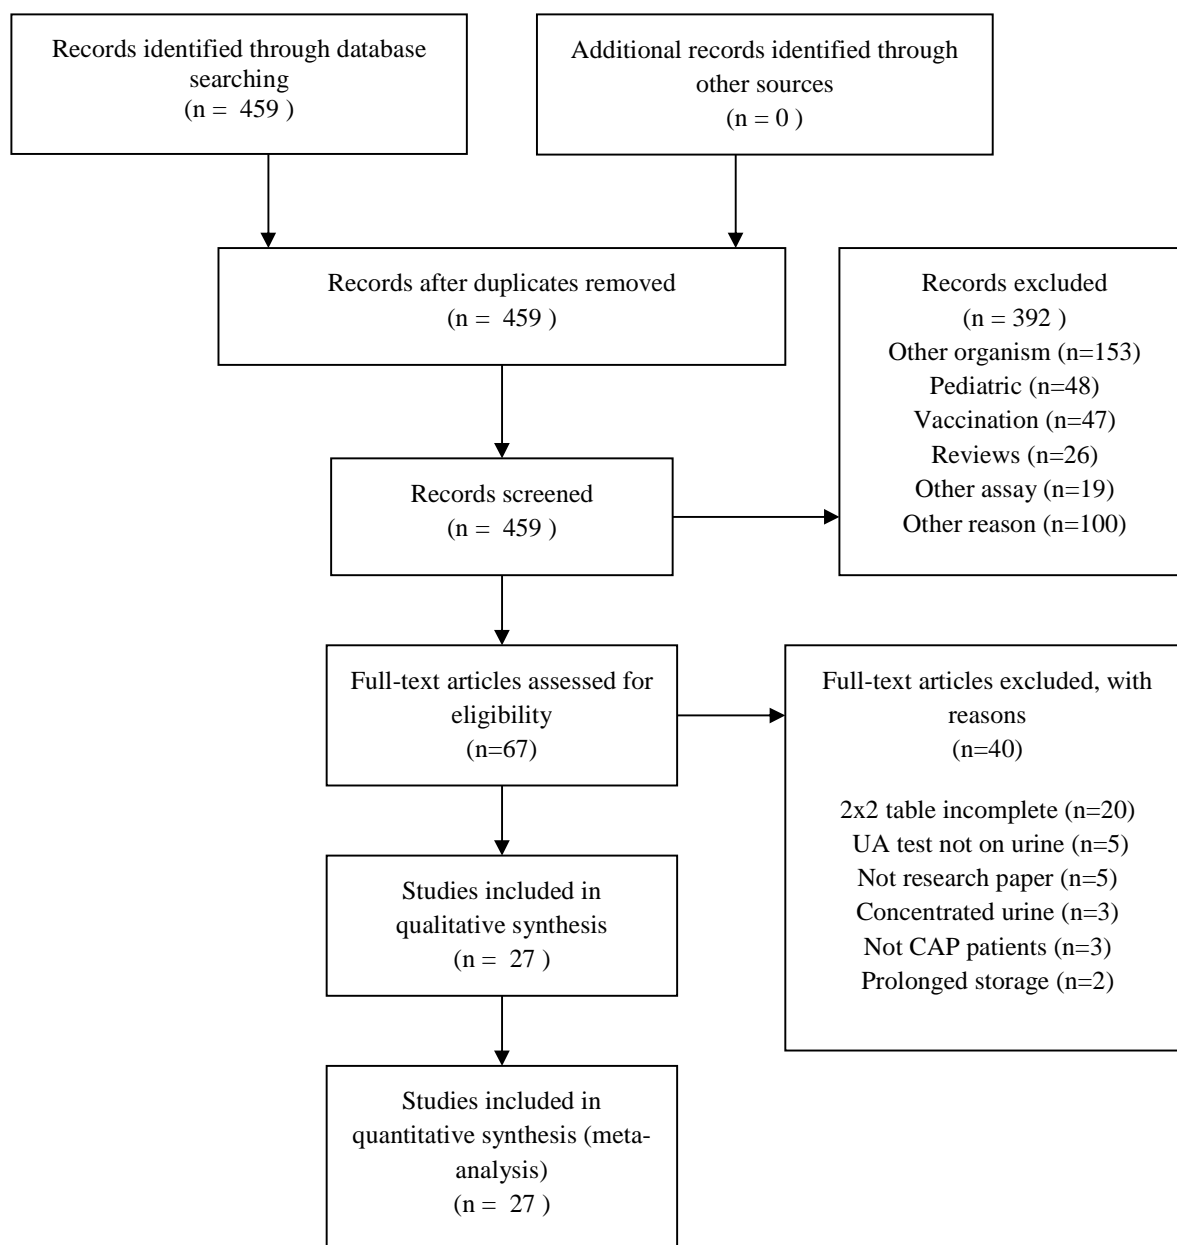 Records identified through database
searching
(n = 459 )
Additional records identified through
other sources
(n = 0 )
Records after duplicates removed
(n = 459 )
Records excluded
(n = 392 )
Other organism (n=153)
Pediatric (n=48)
Vaccination (n=47)
Reviews (n=26)
Other assay (n=19)
Other reason (n=100)
Records screened
(n = 459 )
Full-text articles assessed for
eligibility
(n=67)
Full-text articles excluded, with
reasons
(n=40)
2x2 table incomplete (n=20)
UA test not on urine (n=5)
Not research paper (n=5)
Concentrated urine (n=3)
Not CAP patients (n=3)
Prolonged storage (n=2)
Studies included in
qualitative synthesis
(n = 27 )
Studies included in
quantitative synthesis (meta-
analysis)
(n = 27 )